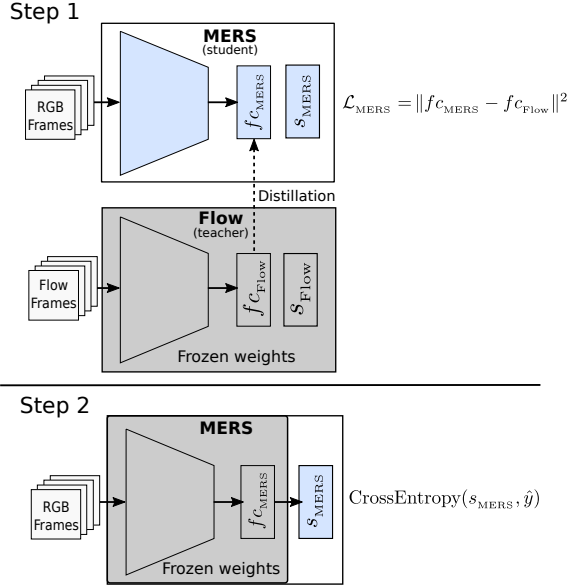 Step 1
MERS
(student)
RGB
Frames
fc_MERS
s_MERS
ℒ_MERS = ‖fc_MERS − fc_Flow‖²
Distillation
Flow
(teacher)
Flow
Frames
fc_Flow
s_Flow
Frozen weights
Step 2
MERS
RGB
Frames
fc_MERS
s_MERS
CrossEntropy(s_MERS, ŷ)
Frozen weights